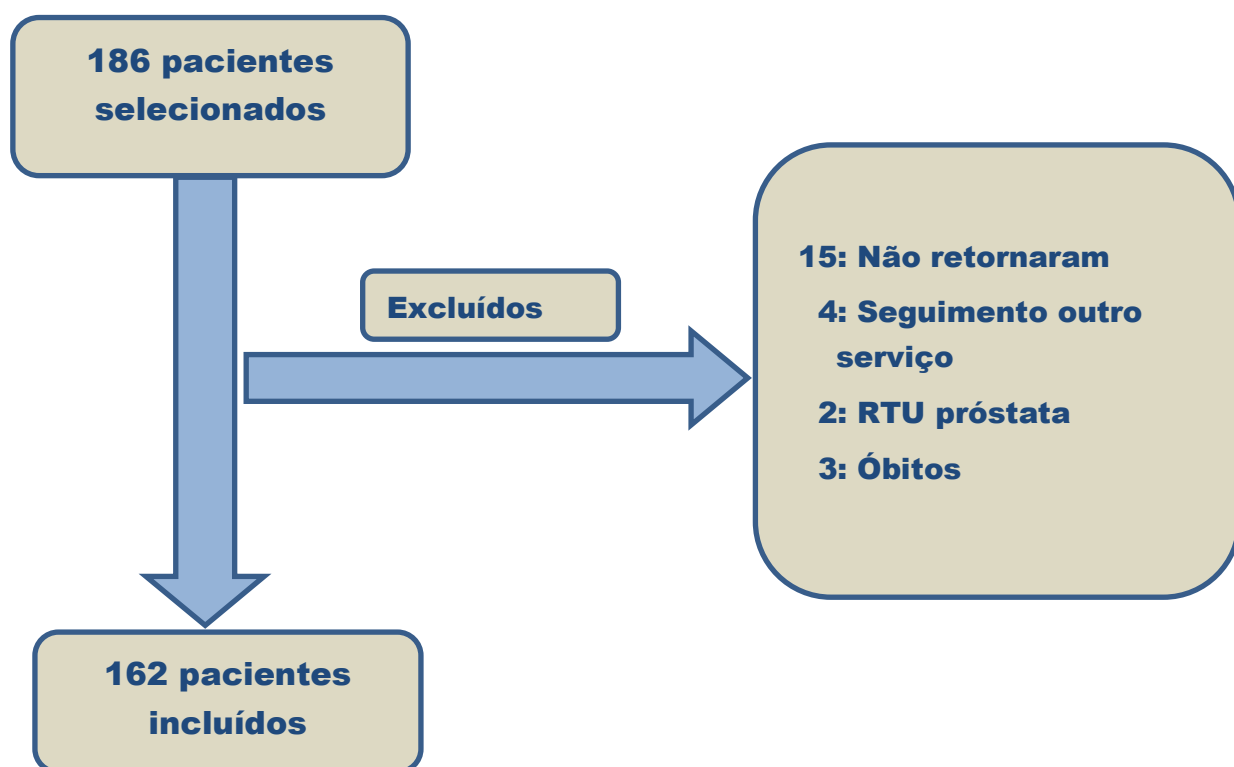 186 pacientes
selecionados
Excluídos
15: Não retornaram
4: Seguimento outro
serviço
2: RTU próstata
3: Óbitos
162 pacientes
incluídos